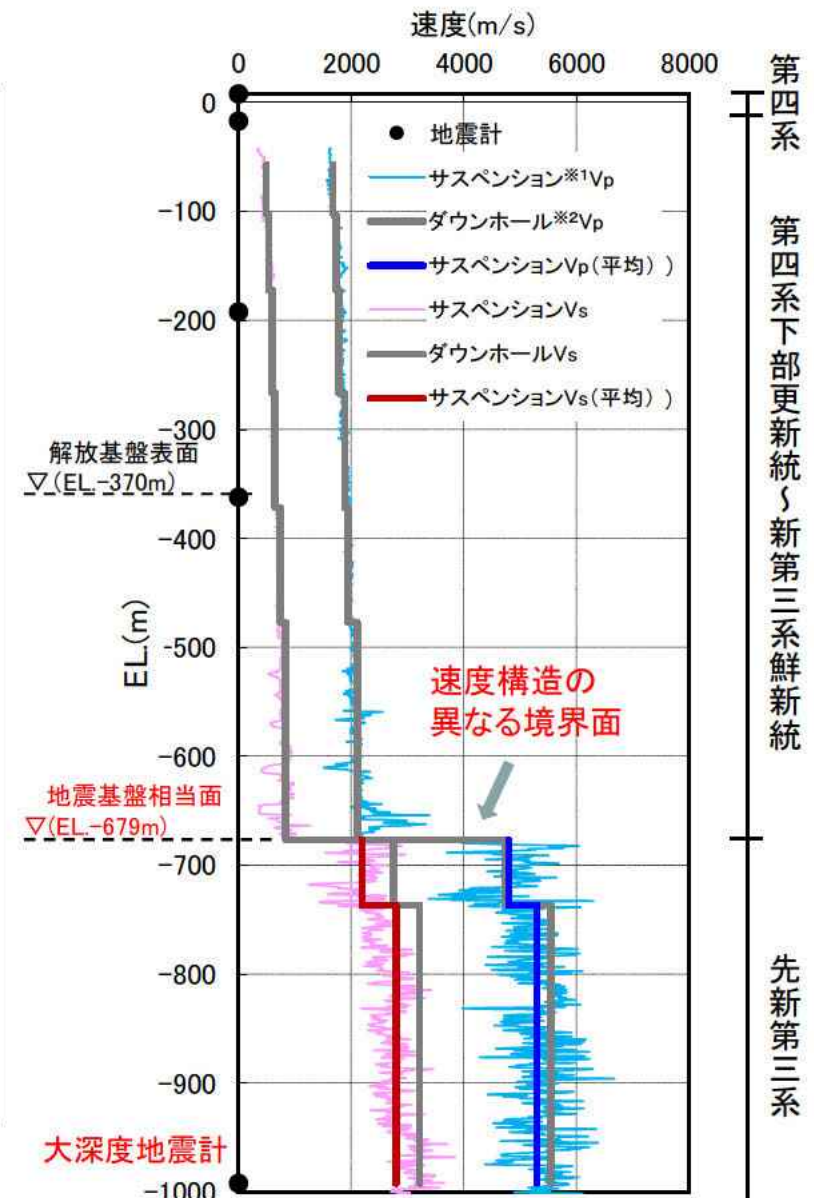 速度(m/s)
0 2000 4000 6000 8000
0
-100
-200
-300
-400
-500
-600
-700
-800
-900
-1000
EL.(m)
● 地震計
サスペンション※1Vp
ダウンホール※2Vp
サスペンションVp(平均))
サスペンションVs
ダウンホールVs
サスペンションVs(平均))
解放基盤表面
▽(EL.-370m)
速度構造の
異なる境界面
地震基盤相当面
▽(EL.-679m)
大深度地震計
第四系
第四系下部更新統～新第三系鮮新統
先新第三系